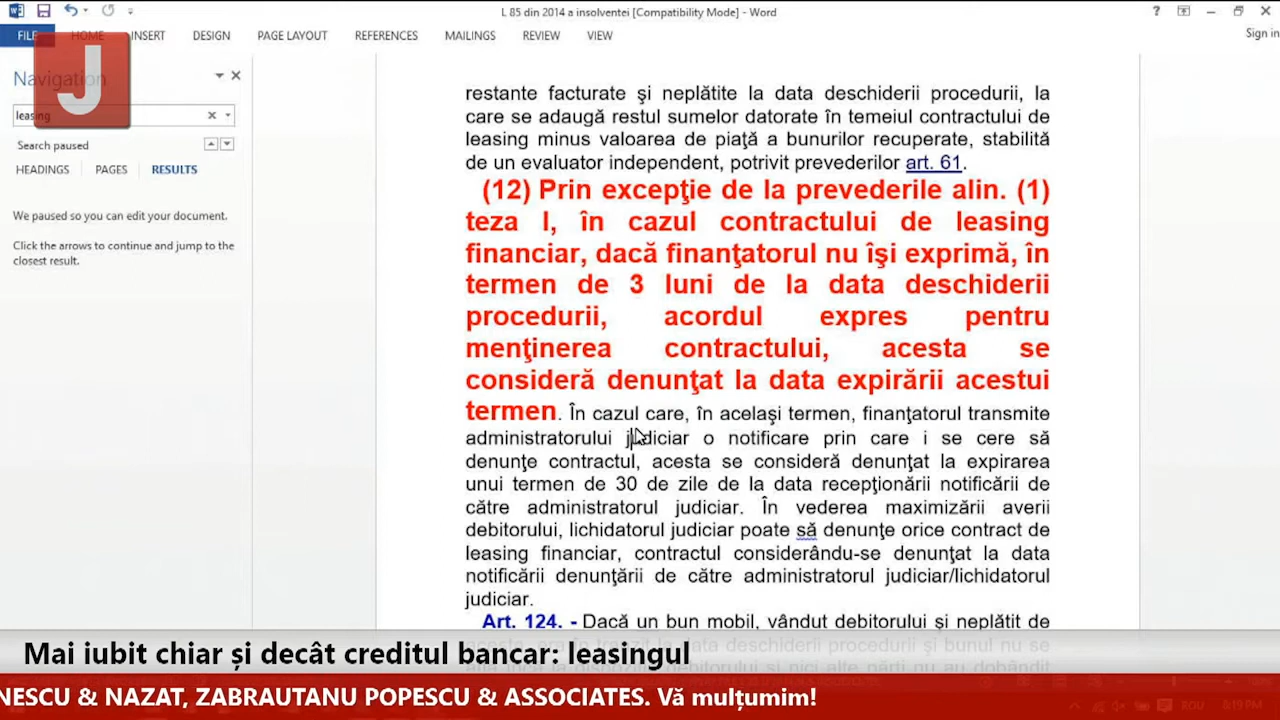 L 85 din 2014 a insolventei [Compatibility Mode] - Word
FILE HOME INSERT DESIGN PAGE LAYOUT REFERENCES MAILINGS REVIEW VIEW
Sign in
J
Navigation
leasing
Search paused
HEADINGS PAGES RESULTS
We paused so you can edit your document.
Click the arrows to continue and jump to the
closest result.
restante facturate şi neplătite la data deschiderii procedurii, la
care se adaugă restul sumelor datorate în temeiul contractului de
leasing minus valoarea de piaţă a bunurilor recuperate, stabilită
de un evaluator independent, potrivit prevederilor art. 61.
(12) Prin excepţie de la prevederile alin. (1)
teza I, în cazul contractului de leasing
financiar, dacă finanţatorul nu îşi exprimă, în
termen de 3 luni de la data deschiderii
procedurii, acordul expres pentru
menţinerea contractului, acesta se
consideră denunţat la data expirării acestui
termen. În cazul care, în acelaşi termen, finanţatorul transmite
administratorului judiciar o notificare prin care i se cere să
denunţe contractul, acesta se consideră denunţat la expirarea
unui termen de 30 de zile de la data recepţionării notificării de
către administratorul judiciar. În vederea maximizării averii
debitorului, lichidatorul judiciar poate să denunţe orice contract de
leasing financiar, contractul considerându-se denunţat la data
notificării denunţării de către administratorul judiciar/lichidatorul
judiciar.
Art. 124. - Dacă un bun mobil, vândut debitorului şi neplătit de
Mai iubit chiar și decât creditul bancar: leasingul
NESCU & NAZAT, ZABRAUTANU POPESCU & ASSOCIATES. Vă mulțumim!